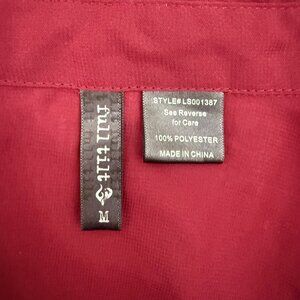 full tilt
M
STYLE# LS001387
See Reverse
for Care
100% POLYESTER
MADE IN CHINA